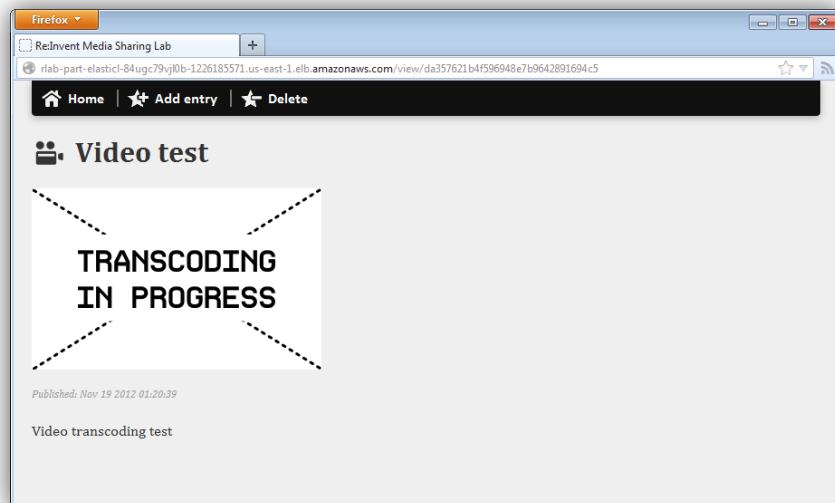 Firefox
Re:Invent Media Sharing Lab
rlab-part-elasticl-84ugc79vjl0b-1226185571.us-east-1.elb.amazonaws.com/view/da357621b4f596948e7b9642891694c5
Home Add entry Delete
Video test
TRANSCODING
IN PROGRESS
Published: Nov 19 2012 01:20:39
Video transcoding test